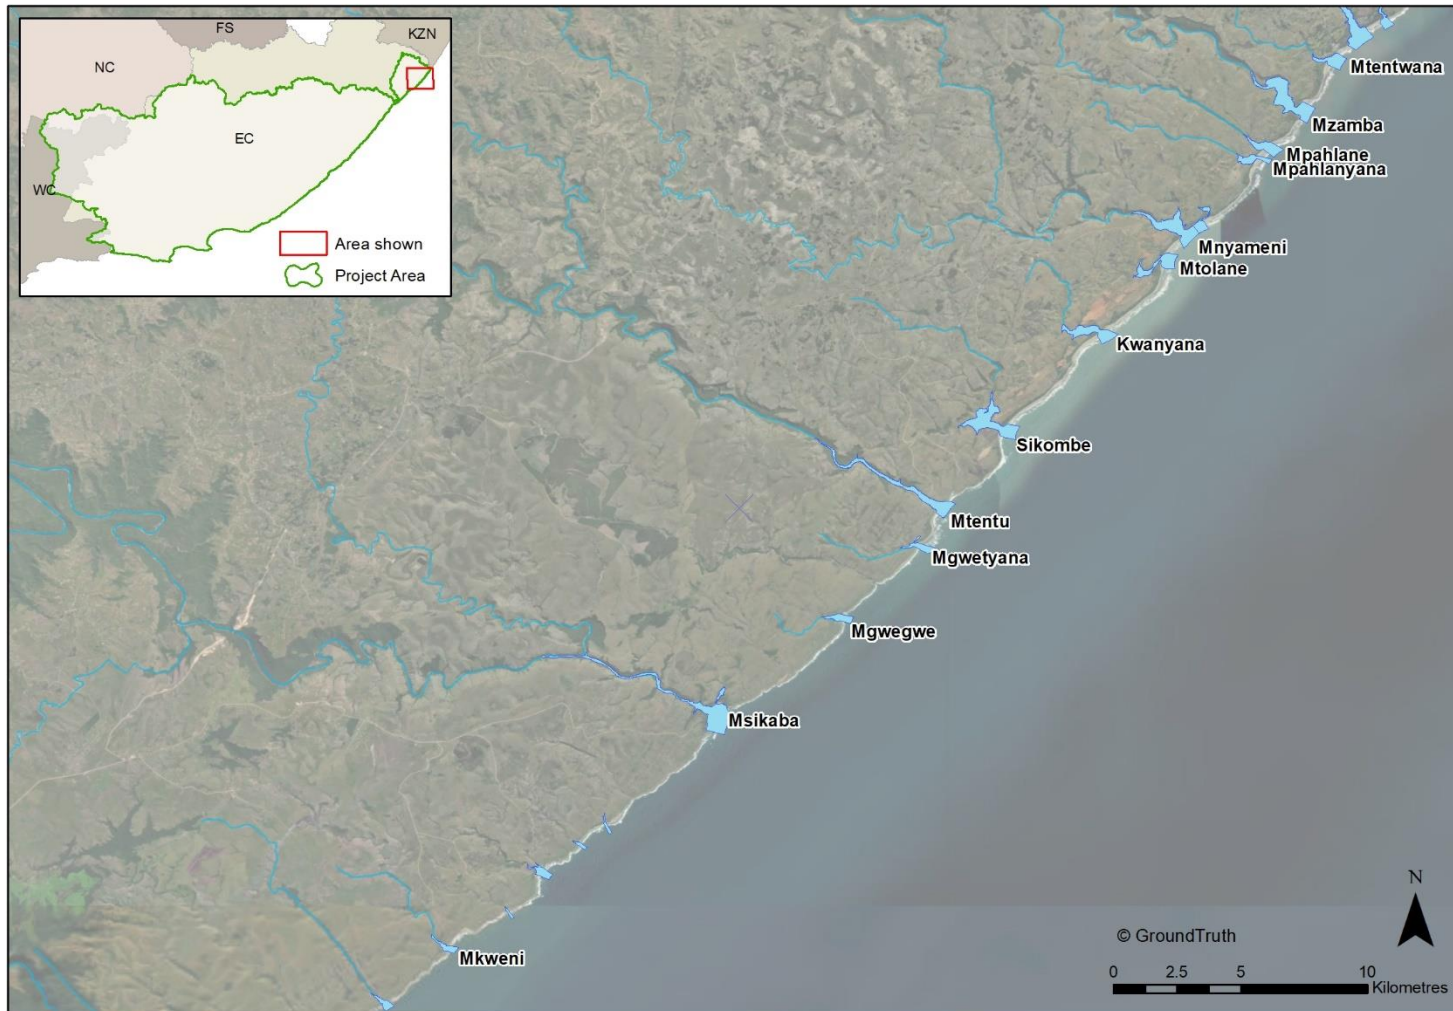 FS
KZN
NC
EC
WC
Area shown
Project Area
Mtentwana
Mzamba
Mpahlane
Mpahlanyana
Mnyameni
Mtolane
Kwanyana
Sikombe
Mtentu
Mgwetyana
Mgwegwe
Msikaba
Mkweni
N
© GroundTruth
0 2.5 5 10
Kilometres